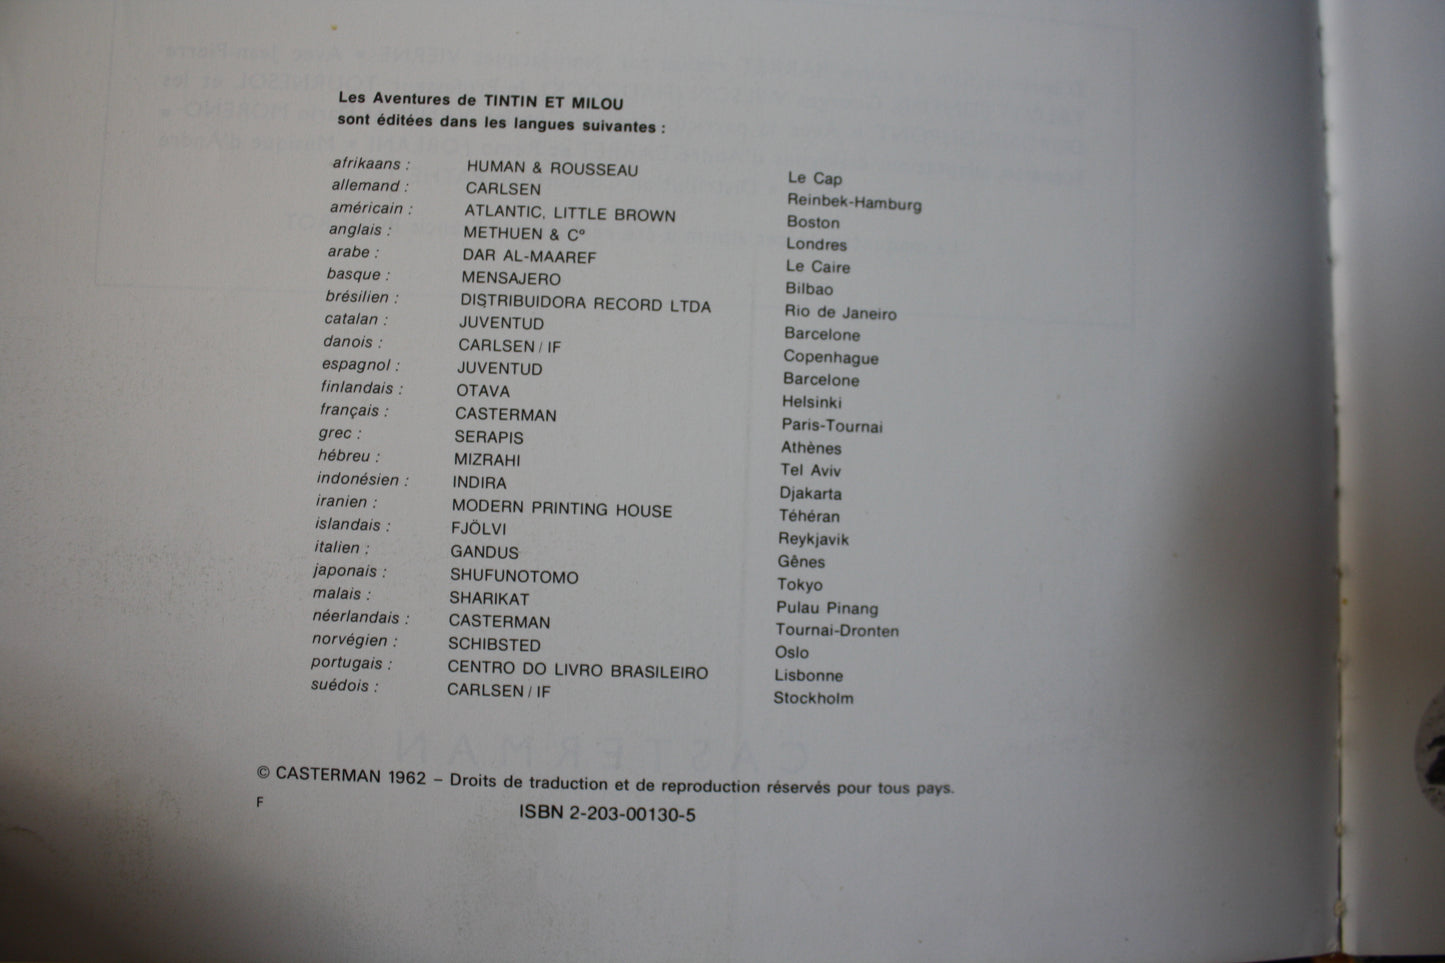 Les Aventures de TINTIN ET MILOU
sont éditées dans les langues suivantes :
afrikaans : HUMAN & ROUSSEAU Le Cap
allemand : CARLSEN Reinbek-Hamburg
américain : ATLANTIC, LITTLE BROWN Boston
anglais : METHUEN & Cº Londres
arabe : DAR AL-MAAREF Le Caire
basque : MENSAJERO Bilbao
brésilien : DISTRIBUIDORA RECORD LTDA Rio de Janeiro
catalan : JUVENTUD Barcelone
danois : CARLSEN / IF Copenhague
espagnol : JUVENTUD Barcelone
finlandais : OTAVA Helsinki
français : CASTERMAN Paris-Tournai
grec : SERAPIS Athènes
hébreu : MIZRAHI Tel Aviv
indonésien : INDIRA Djakarta
iranien : MODERN PRINTING HOUSE Téhéran
islandais : FJÖLVI Reykjavik
italien : GANDUS Gênes
japonais : SHUFUNOTOMO Tokyo
malais : SHARIKAT Pulau Pinang
néerlandais : CASTERMAN Tournai-Dronten
norvégien : SCHIBSTED Oslo
portugais : CENTRO DO LIVRO BRASILEIRO Lisbonne
suédois : CARLSEN / IF Stockholm
© CASTERMAN 1962 – Droits de traduction et de reproduction réservés pour tous pays.
F
ISBN 2-203-00130-5